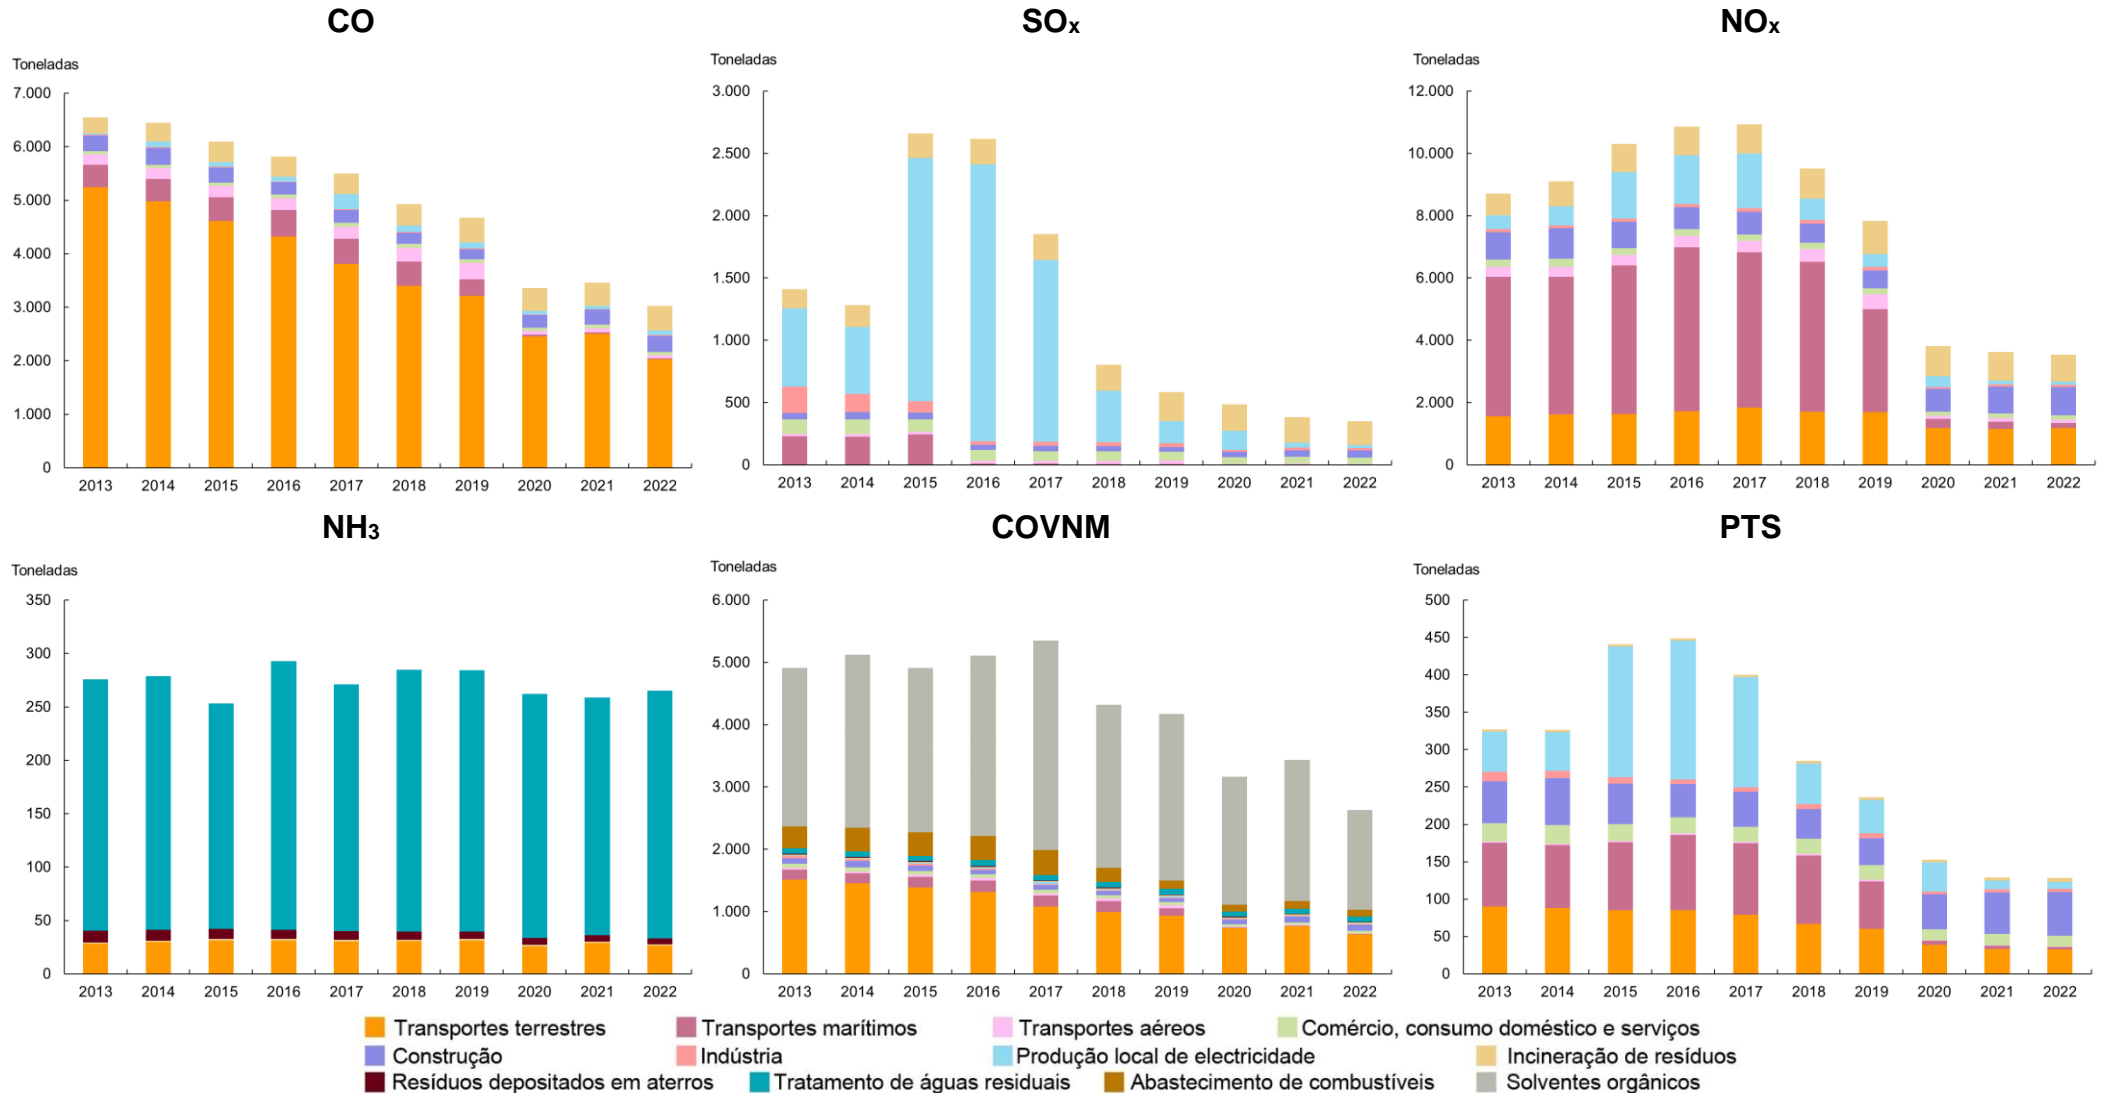 CO
Toneladas
7.000
6.000
5.000
4.000
3.000
2.000
1.000
0
2013 2014 2015 2016 2017 2018 2019 2020 2021 2022
SOx
Toneladas
3.000
2.500
2.000
1.500
1.000
500
0
2013 2014 2015 2016 2017 2018 2019 2020 2021 2022
NOx
Toneladas
12.000
10.000
8.000
6.000
4.000
2.000
0
2013 2014 2015 2016 2017 2018 2019 2020 2021 2022
NH3
Toneladas
350
300
250
200
150
100
50
0
2013 2014 2015 2016 2017 2018 2019 2020 2021 2022
COVNM
Toneladas
6.000
5.000
4.000
3.000
2.000
1.000
0
2013 2014 2015 2016 2017 2018 2019 2020 2021 2022
PTS
Toneladas
500
450
400
350
300
250
200
150
100
50
0
2013 2014 2015 2016 2017 2018 2019 2020 2021 2022
Transportes terrestres Transportes marítimos Transportes aéreos Comércio, consumo doméstico e serviços
Construção Indústria Produção local de electricidade Incineração de resíduos
Resíduos depositados em aterros Tratamento de águas residuais Abastecimento de combustíveis Solventes orgânicos